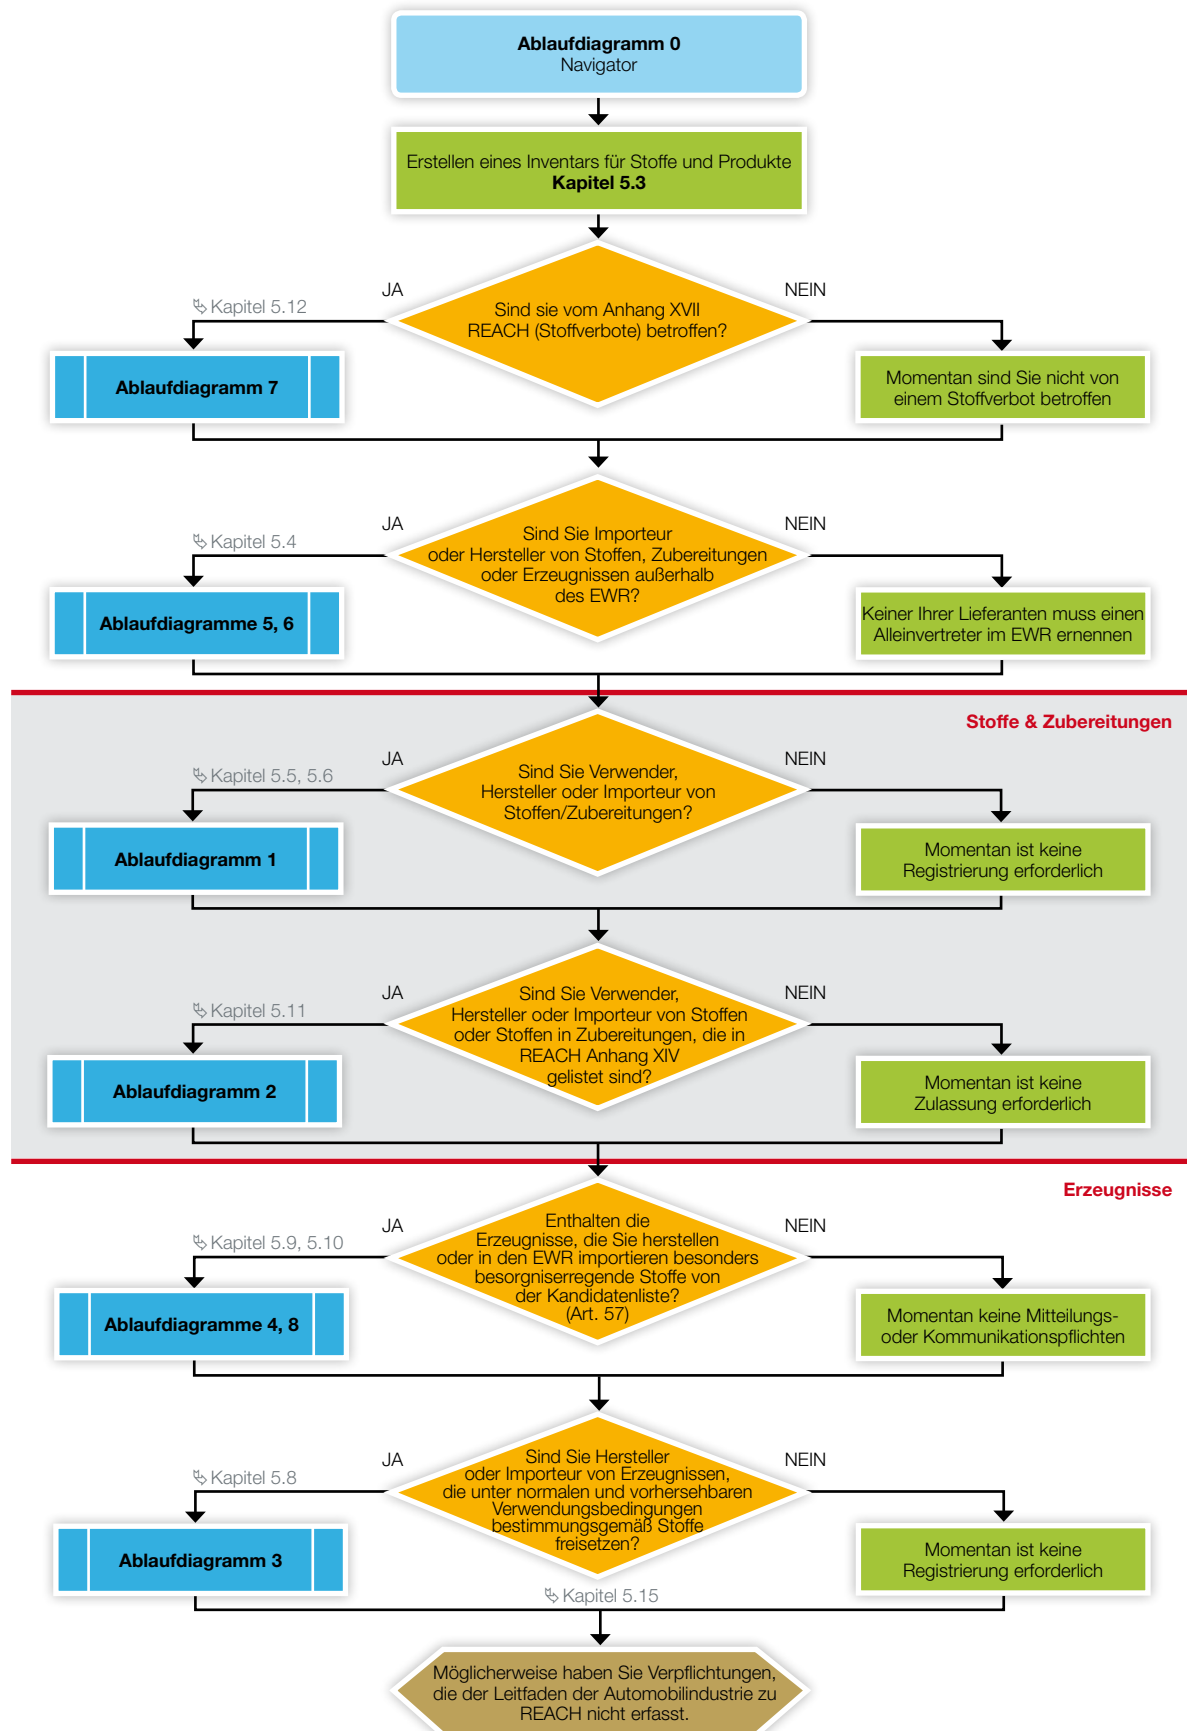 Ablaufdiagramm 0
Navigator
Erstellen eines Inventars für Stoffe und Produkte
Kapitel 5.3
JA
NEIN
Kapitel 5.12
Sind sie vom Anhang XVII
REACH (Stoffverbote) betroffen?
Ablaufdiagramm 7
Momentan sind Sie nicht von
einem Stoffverbot betroffen
JA
NEIN
Kapitel 5.4
Sind Sie Importeur
oder Hersteller von Stoffen, Zubereitungen
oder Erzeugnissen außerhalb
des EWR?
Ablaufdiagramme 5, 6
Keiner Ihrer Lieferanten muss einen
Alleinvertreter im EWR ernennen
Stoffe & Zubereitungen
JA
NEIN
Kapitel 5.5, 5.6
Sind Sie Verwender,
Hersteller oder Importeur von
Stoffen/Zubereitungen?
Ablaufdiagramm 1
Momentan ist keine
Registrierung erforderlich
JA
NEIN
Kapitel 5.11
Sind Sie Verwender,
Hersteller oder Importeur von Stoffen
oder Stoffen in Zubereitungen, die in
REACH Anhang XIV
gelistet sind?
Ablaufdiagramm 2
Momentan ist keine
Zulassung erforderlich
Erzeugnisse
JA
NEIN
Kapitel 5.9, 5.10
Enthalten die
Erzeugnisse, die Sie herstellen
oder in den EWR importieren besonders
besorgniserregende Stoffe von
der Kandidatenliste?
(Art. 57)
Ablaufdiagramme 4, 8
Momentan keine Mitteilungs-
oder Kommunikationspflichten
JA
NEIN
Kapitel 5.8
Sind Sie Hersteller
oder Importeur von Erzeugnissen,
die unter normalen und vorhersehbaren
Verwendungsbedingungen
bestimmungsgemäß Stoffe
freisetzen?
Ablaufdiagramm 3
Momentan ist keine
Registrierung erforderlich
Kapitel 5.15
Möglicherweise haben Sie Verpflichtungen,
die der Leitfaden der Automobilindustrie zu
REACH nicht erfasst.